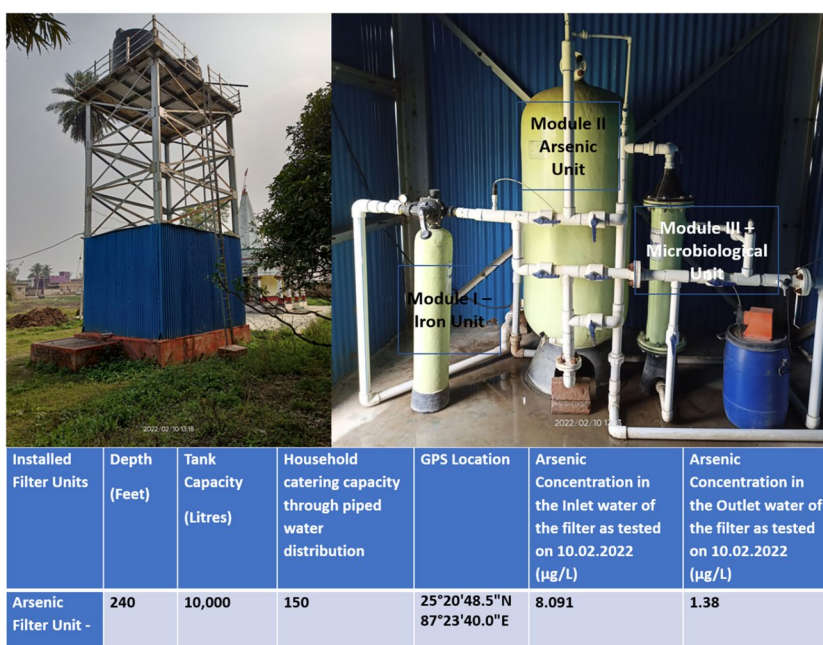 2022/02/10 13:18
Module II
Arsenic
Unit
Module III –
Microbiological
Unit
Module I –
Iron Unit
Installed
Filter Units
Depth
(Feet)
Tank
Capacity
(Litres)
Household
catering capacity
through piped
water
distribution
GPS Location
Arsenic
Concentration in
the Inlet water of
the filter as tested
on 10.02.2022
(µg/L)
Arsenic
Concentration in
the Outlet water of
the filter as tested
on 10.02.2022
(µg/L)
Arsenic
Filter Unit -
240
10,000
150
25°20'48.5"N
87°23'40.0"E
8.091
1.38